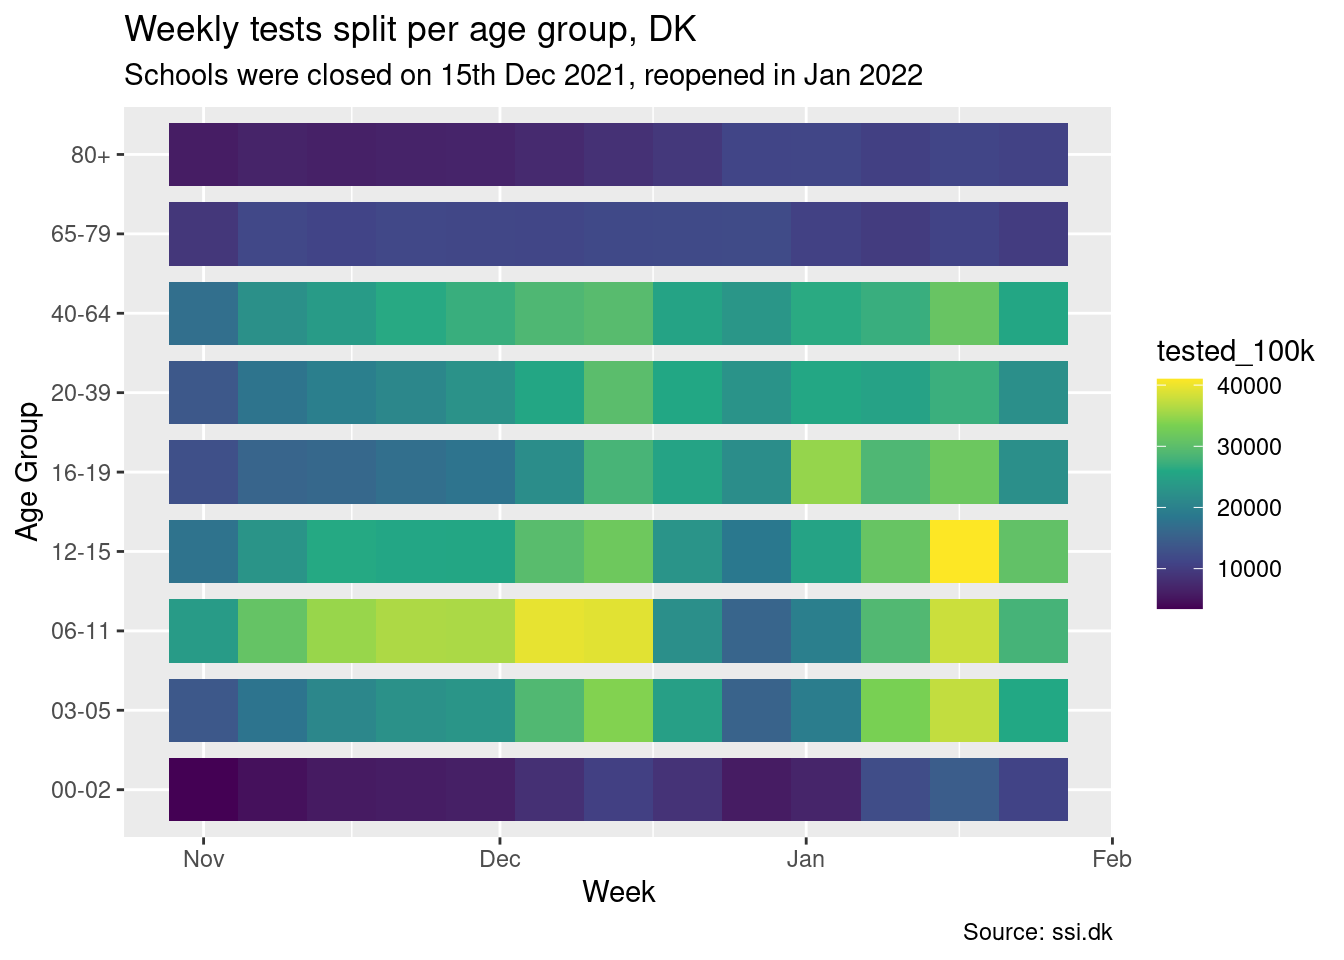 Weekly tests split per age group, DK
Schools were closed on 15th Dec 2021, reopened in Jan 2022
80+
65-79
40-64
20-39
16-19
12-15
06-11
03-05
00-02
Age Group
Nov Dec Jan Feb
Week
tested_100k
40000
30000
20000
10000
Source: ssi.dk